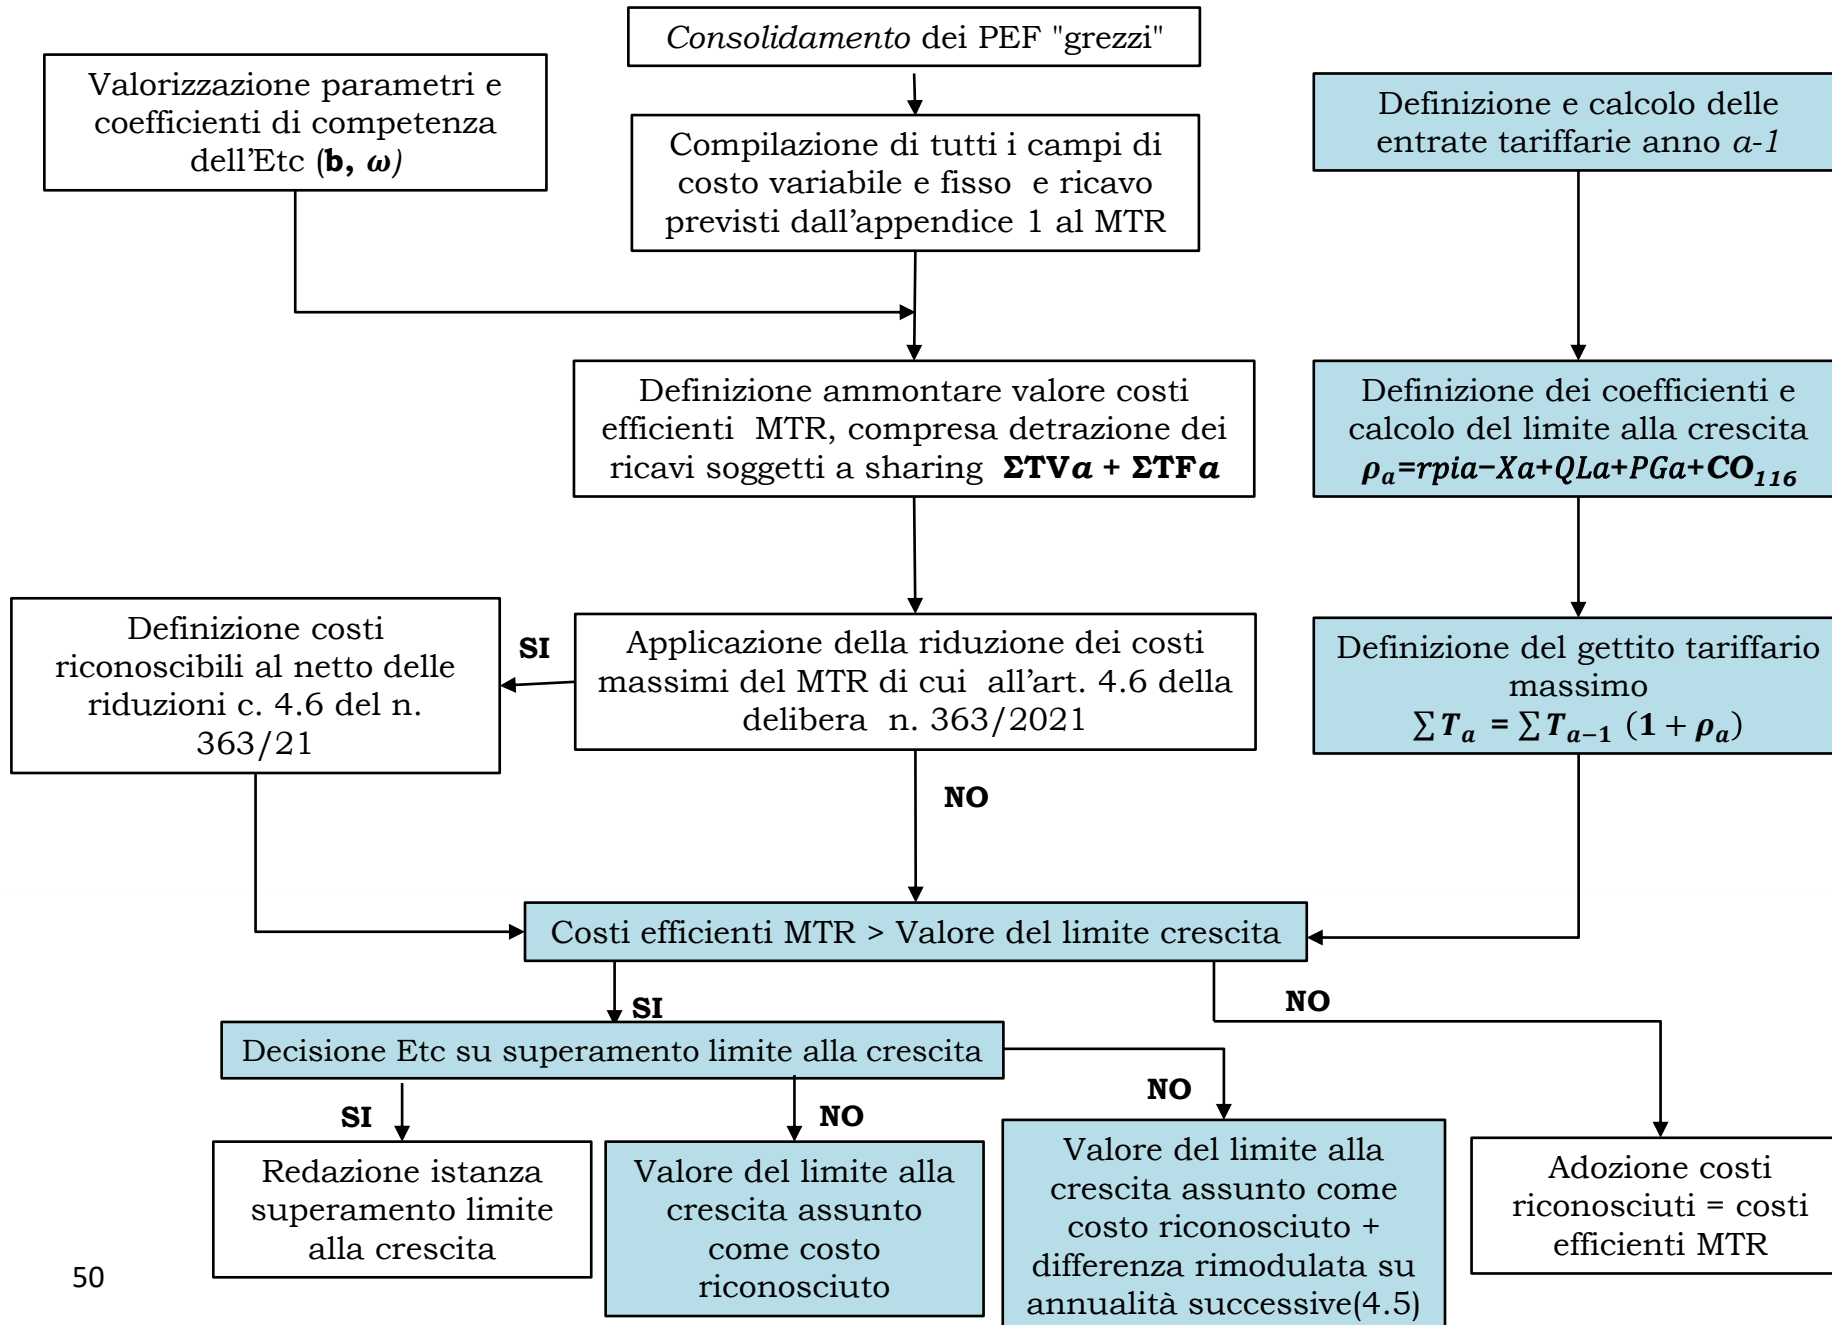 Consolidamento dei PEF "grezzi"
Valorizzazione parametri e
coefficienti di competenza
dell’Etc (b, ω)
Compilazione di tutti i campi di
costo variabile e fisso e ricavo
previsti dall’appendice 1 al MTR
Definizione e calcolo delle
entrate tariffarie anno a-1
Definizione ammontare valore costi
efficienti MTR, compresa detrazione dei
ricavi soggetti a sharing ΣTVa + ΣTFa
Definizione dei coefficienti e
calcolo del limite alla crescita
ρₐ=rpia−Xa+QLa+PGa+CO₁₁₆
Definizione costi
riconoscibili al netto delle
riduzioni c. 4.6 del n.
363/21
SI
Applicazione della riduzione dei costi
massimi del MTR di cui all’art. 4.6 della
delibera n. 363/2021
NO
Definizione del gettito tariffario
massimo
∑ Tₐ = ∑ Tₐ₋₁ (1 + ρₐ)
Costi efficienti MTR > Valore del limite crescita
SI
NO
Decisione Etc su superamento limite alla crescita
SI
NO
NO
Redazione istanza
superamento limite
alla crescita
Valore del limite alla
crescita assunto
come costo
riconosciuto
Valore del limite alla
crescita assunto come
costo riconosciuto +
differenza rimodulata su
annualità successive(4.5)
Adozione costi
riconosciuti = costi
efficienti MTR
50